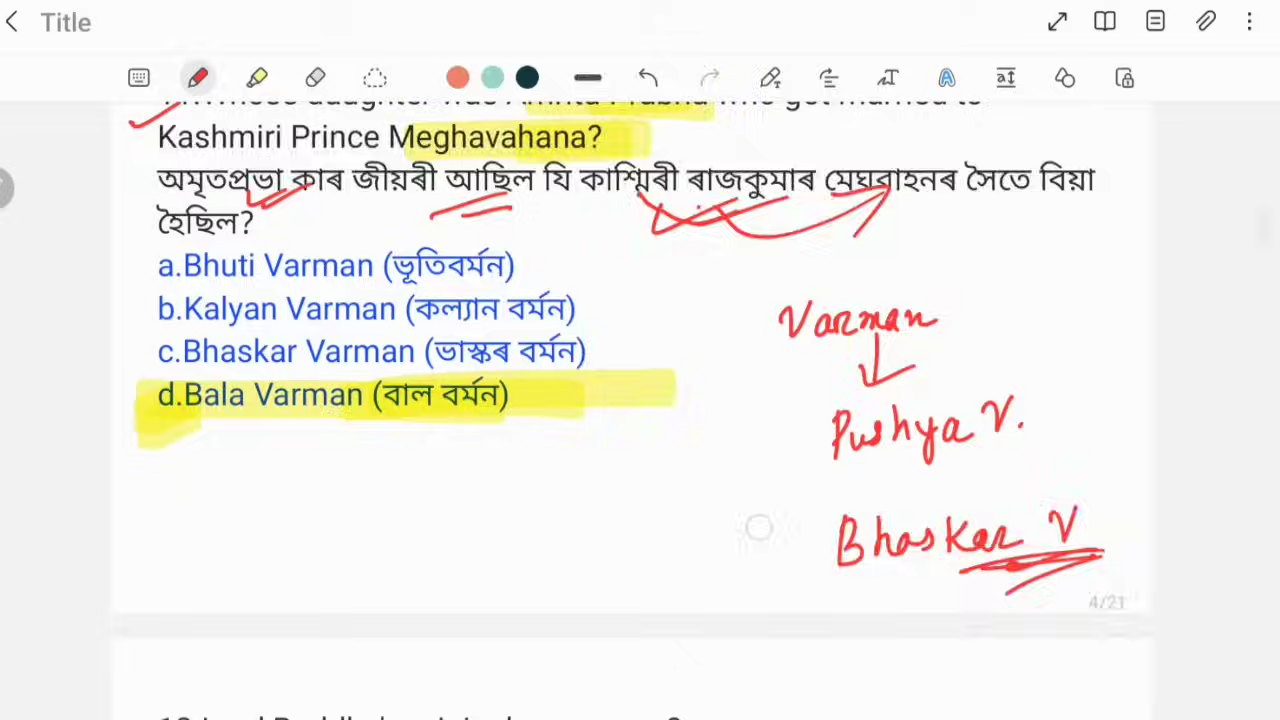 Title
Kashmiri Prince Meghavahana?
অমৃতপ্ৰভা কাৰ জীয়ৰী আছিল যি কাশ্মিৰী ৰাজকুমাৰ মেঘবাহনৰ সৈতে বিয়া
হৈছিল?
a.Bhuti Varman (ভূতিবৰ্মন)
b.Kalyan Varman (কল্যান বৰ্মন)
c.Bhaskar Varman (ভাস্কৰ বৰ্মন)
d.Bala Varman (বাল বৰ্মন)
Varman
Pushya V.
Bhaskar V
4/21